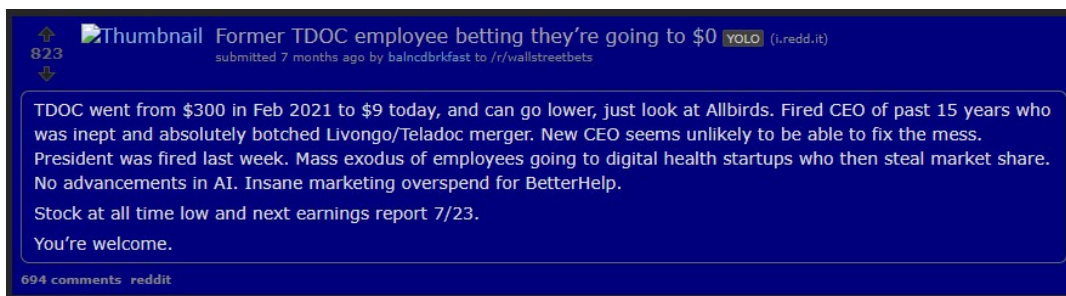 Thumbnail Former TDOC employee betting they're going to $0 YOLO (i.redd.it)
823
submitted 7 months ago by balncdbrkfast to /r/wallstreetbets
TDOC went from $300 in Feb 2021 to $9 today, and can go lower, just look at Allbirds. Fired CEO of past 15 years who
was inept and absolutely botched Livongo/Teladoc merger. New CEO seems unlikely to be able to fix the mess.
President was fired last week. Mass exodus of employees going to digital health startups who then steal market share.
No advancements in AI. Insane marketing overspend for BetterHelp.
Stock at all time low and next earnings report 7/23.
You're welcome.
694 comments reddit